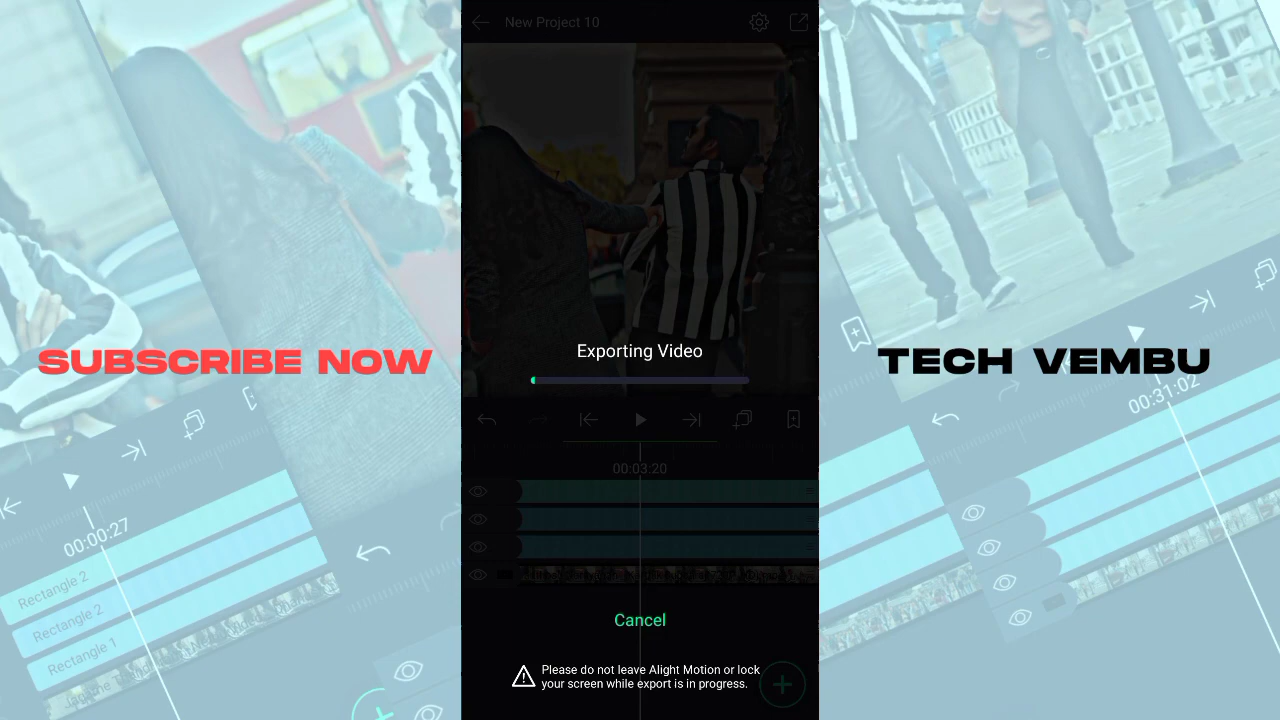 New Project 10
SUBSCRIBE NOW
Exporting Video
TECH VEMBU
00:31:02
00:03:20
00:00:27
Rectangle 2
Rectangle 2
Rectangle 1
Cancel
Please do not leave Alight Motion or lock
your screen while export is in progress.